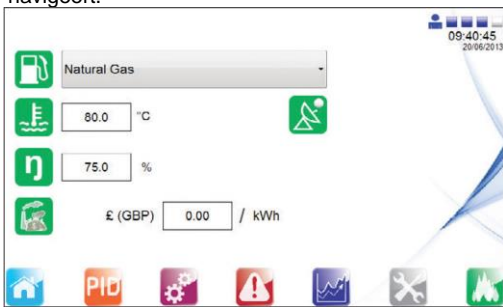 navigeert.
09:40:45
20/06/2013
Natural Gas
80.0 °C
η
75.0 %
£ (GBP) 0.00 / kWh
PID